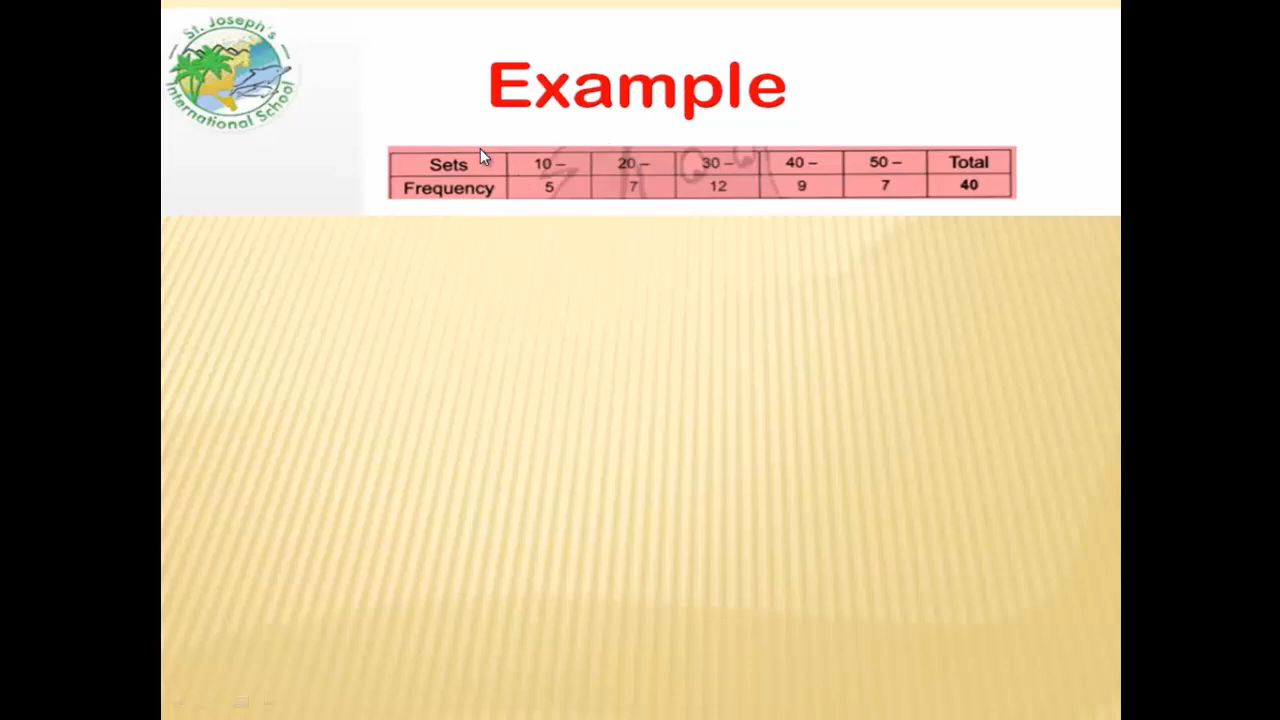 St. Joseph's
International School
Example
Sets 10 – 20 – 30 – 40 – 50 – Total
Frequency 5 7 12 9 7 40